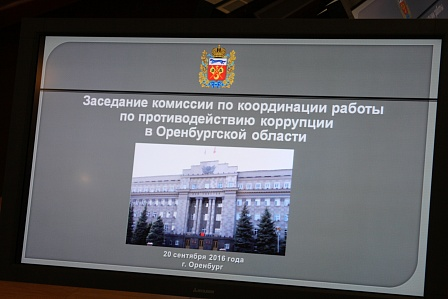 Заседание комиссии по координации работы
по противодействию коррупции
в Оренбургской области
20 сентября 2016 года
г. Оренбург